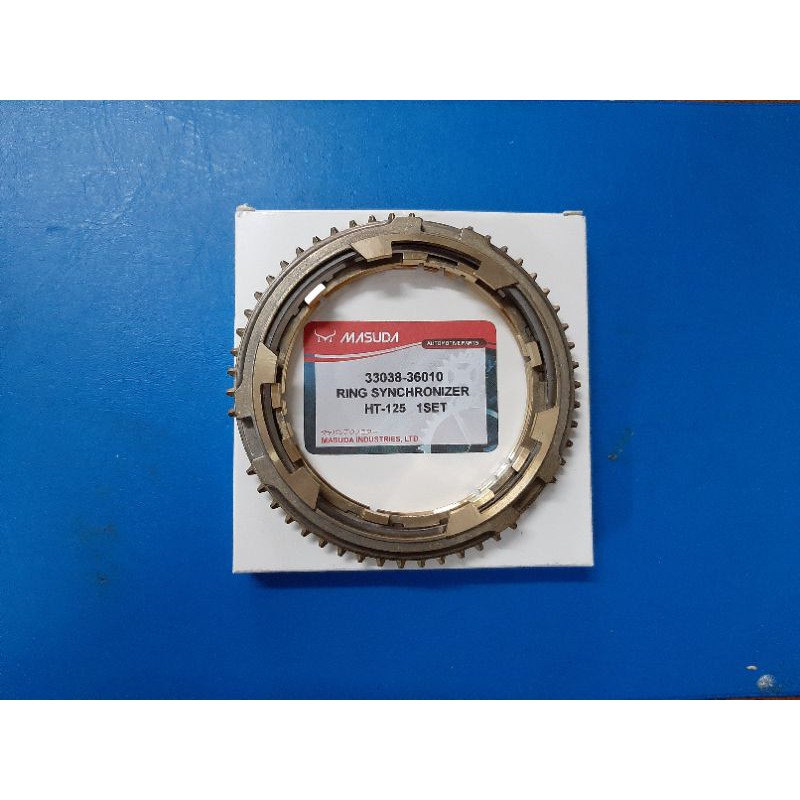 MASUDA
AUTOMOTIVE PARTS
33038-36010
RING SYNCHRONIZER
HT-125 1SET
MASUDA INDUSTRIES, LTD.